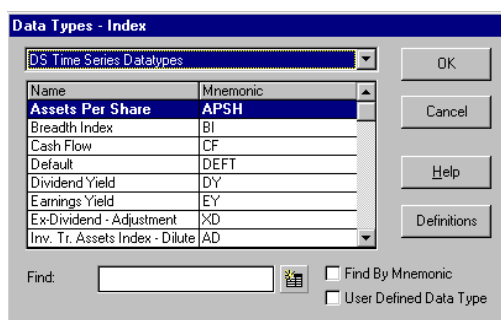 Data Types - Index
DS Time Series Datatypes
OK
Name Mnemonic
Assets Per Share APSH
Cancel
Breadth Index BI
Cash Flow CF
Default DEFT
Dividend Yield DY
Help
Earnings Yield EY
Ex-Dividend - Adjustment XD
Definitions
Inv. Tr. Assets Index - Dilute AD
Find:
Find By Mnemonic
User Defined Data Type